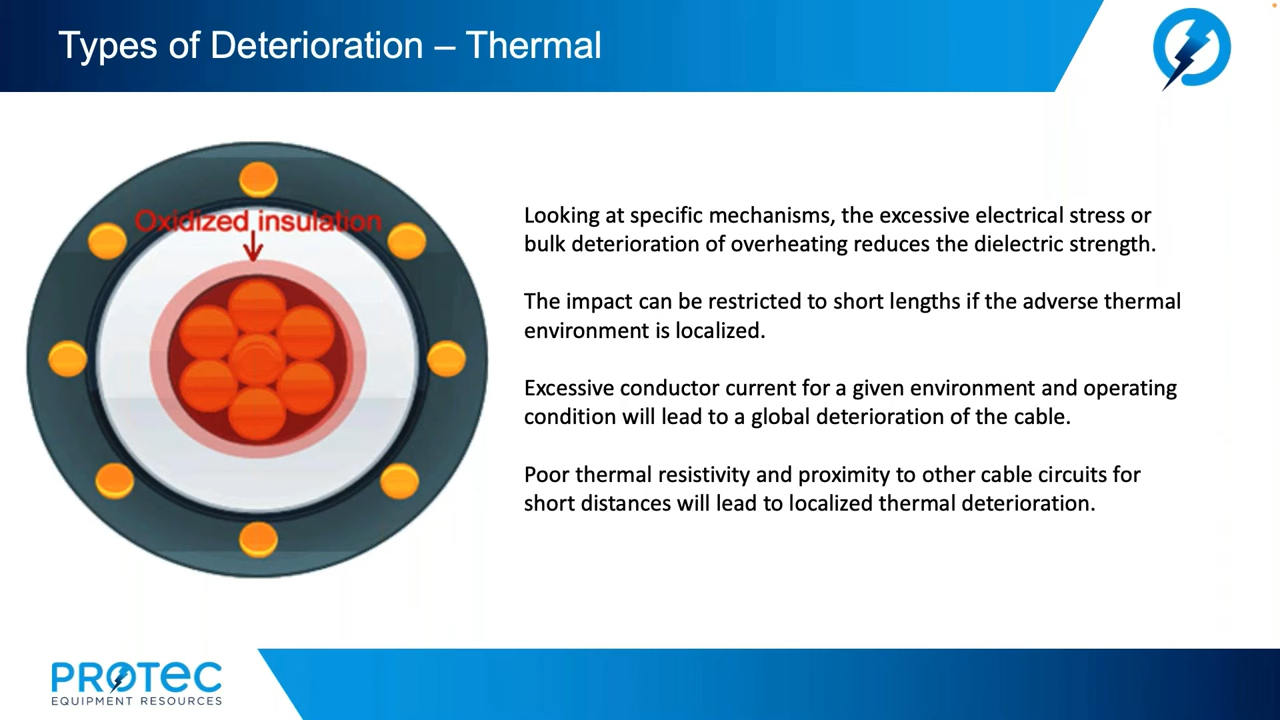 Types of Deterioration – Thermal
Oxidized insulation
Looking at specific mechanisms, the excessive electrical stress or
bulk deterioration of overheating reduces the dielectric strength.
The impact can be restricted to short lengths if the adverse thermal
environment is localized.
Excessive conductor current for a given environment and operating
condition will lead to a global deterioration of the cable.
Poor thermal resistivity and proximity to other cable circuits for
short distances will lead to localized thermal deterioration.
PROTEC
EQUIPMENT RESOURCES